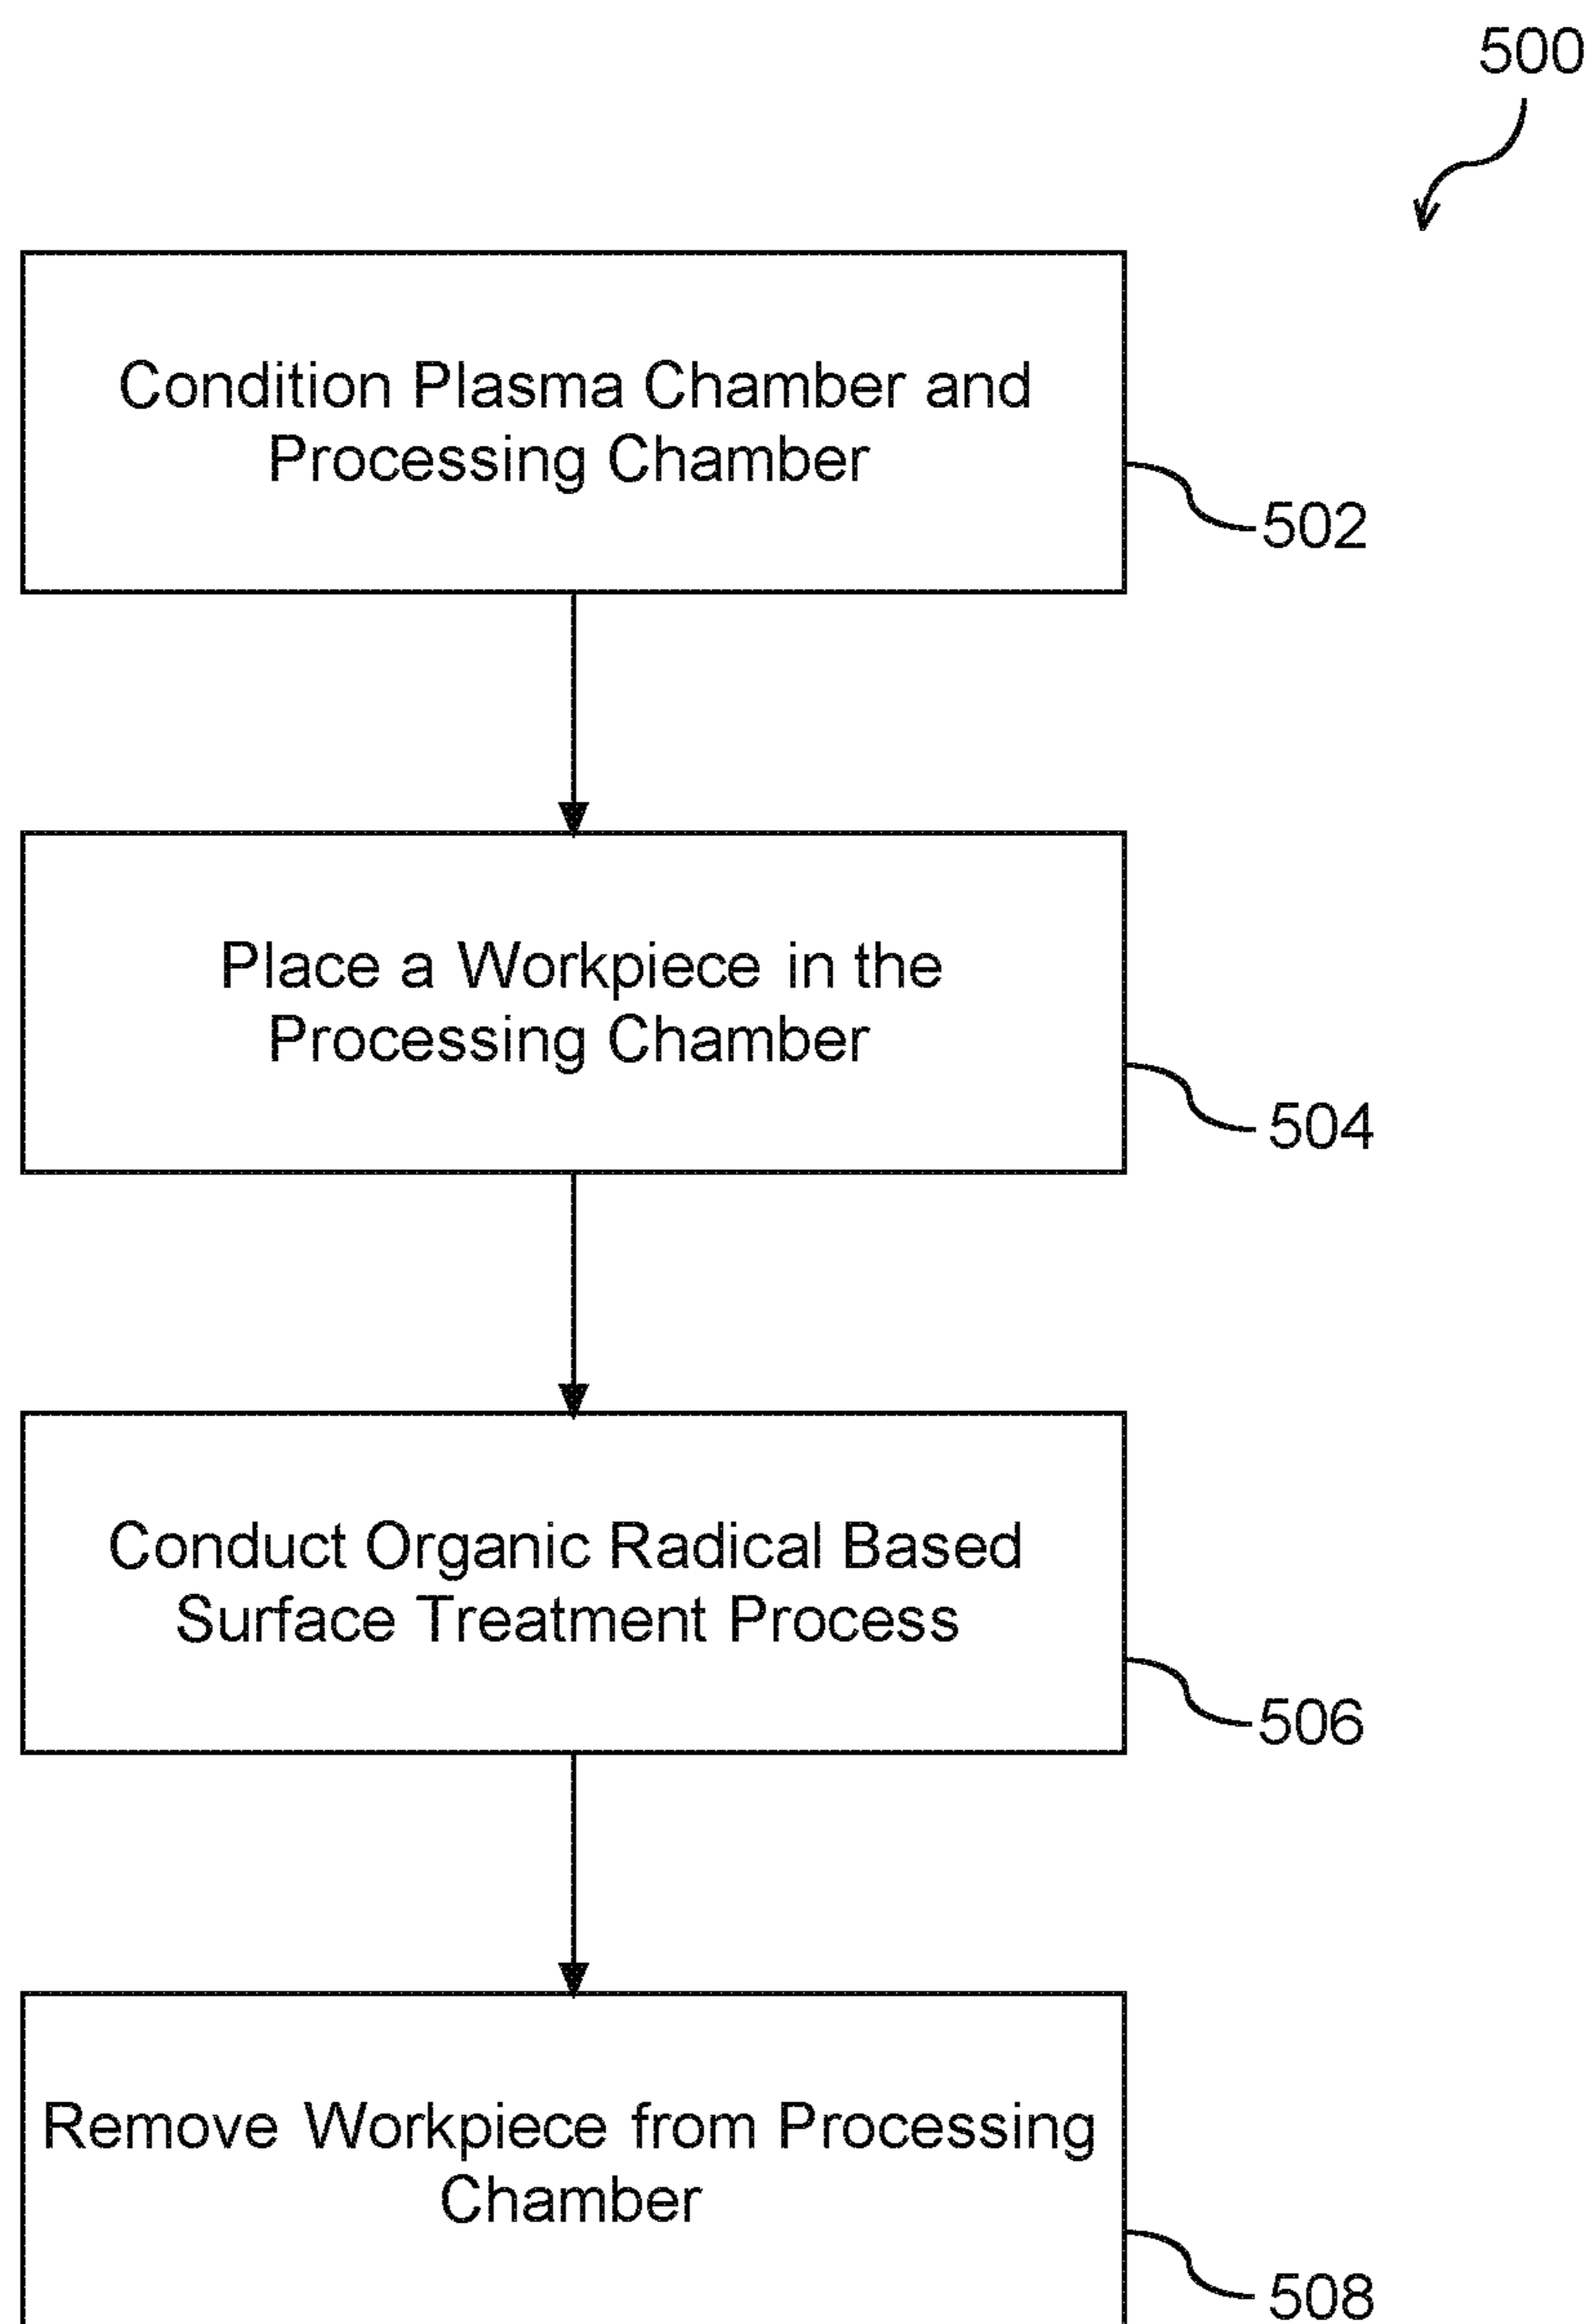 500
Condition Plasma Chamber and
Processing Chamber
502
Place a Workpiece in the
Processing Chamber
504
Conduct Organic Radical Based
Surface Treatment Process
506
Remove Workpiece from Processing
Chamber
508